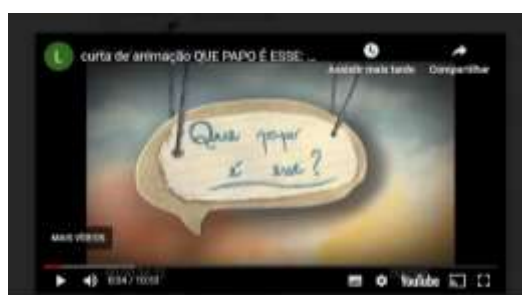 L
curta de animação QUE PAPO É ESSE: ...
Assistir mais tarde
Compartilhar
Que papo
é esse?
MAIS VÍDEOS
YouTube